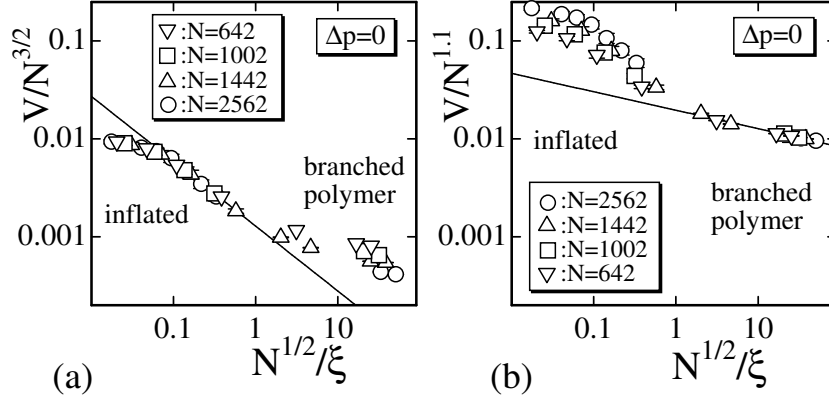 V/N^{3/2}
0.1
0.01
0.001
▽:N=642
□:N=1002
△:N=1442
○:N=2562
Δp=0
inflated
branched
polymer
0.1 1 10
(a)
N^{1/2}/ξ
V/N^{1.1}
0.1
0.01
0.001
Δp=0
inflated
branched
polymer
○:N=2562
△:N=1442
□:N=1002
▽:N=642
0.1 1 10
(b)
N^{1/2}/ξ